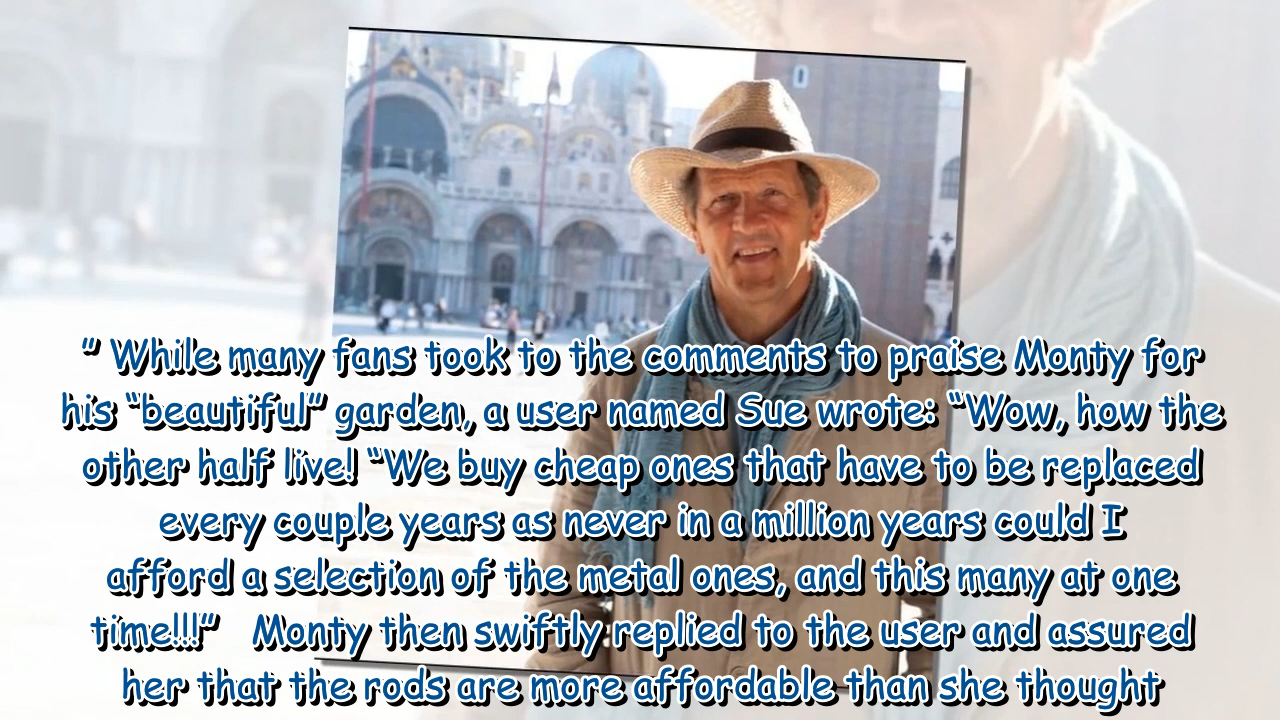 ” While many fans took to the comments to praise Monty for
his “beautiful” garden, a user named Sue wrote: “Wow, how the
other half live! “We buy cheap ones that have to be replaced
every couple years as never in a million years could I
afford a selection of the metal ones, and this many at one
time!!!”   Monty then swiftly replied to the user and assured
her that the rods are more affordable than she thought